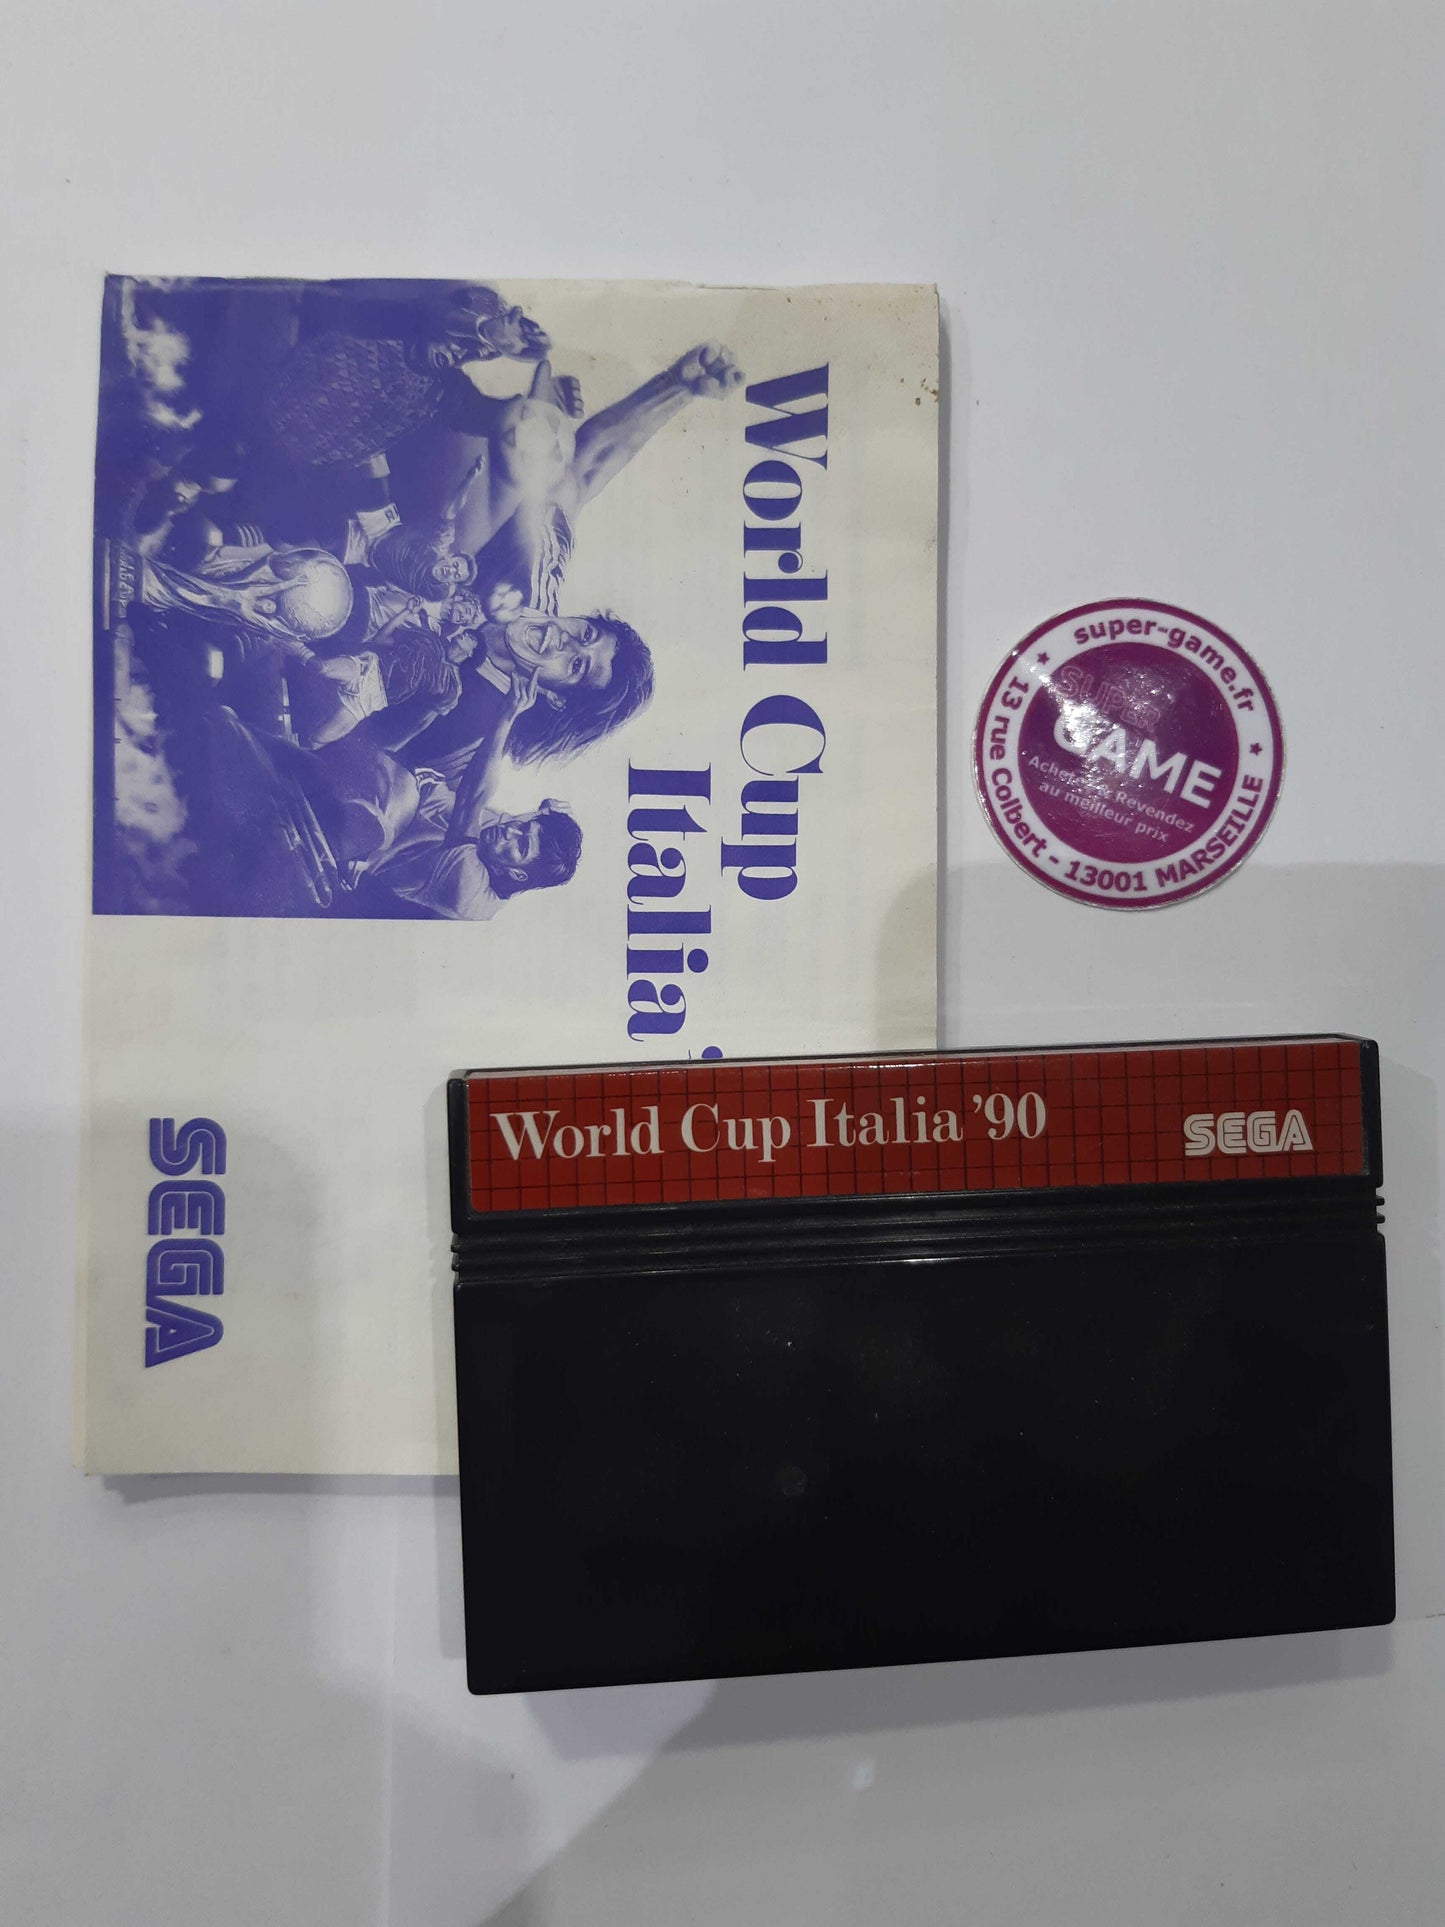 World Cup
Italia '
SEGA
super-game.fr
SUPER
GAME
Achetez & Revendez
au meilleur prix
13 rue Colbert - 13001 MARSEILLE
World Cup Italia '90
SEGA